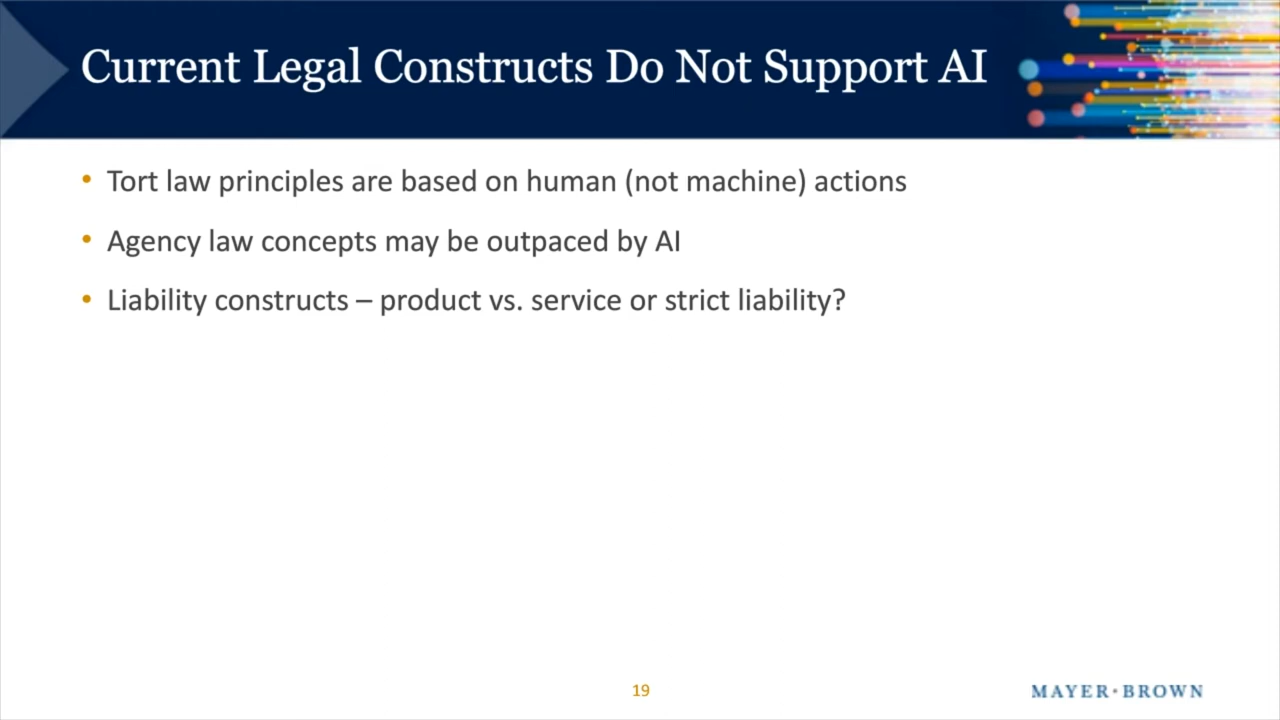 Current Legal Constructs Do Not Support AI
• Tort law principles are based on human (not machine) actions
• Agency law concepts may be outpaced by AI
• Liability constructs – product vs. service or strict liability?
19
MAYER•BROWN